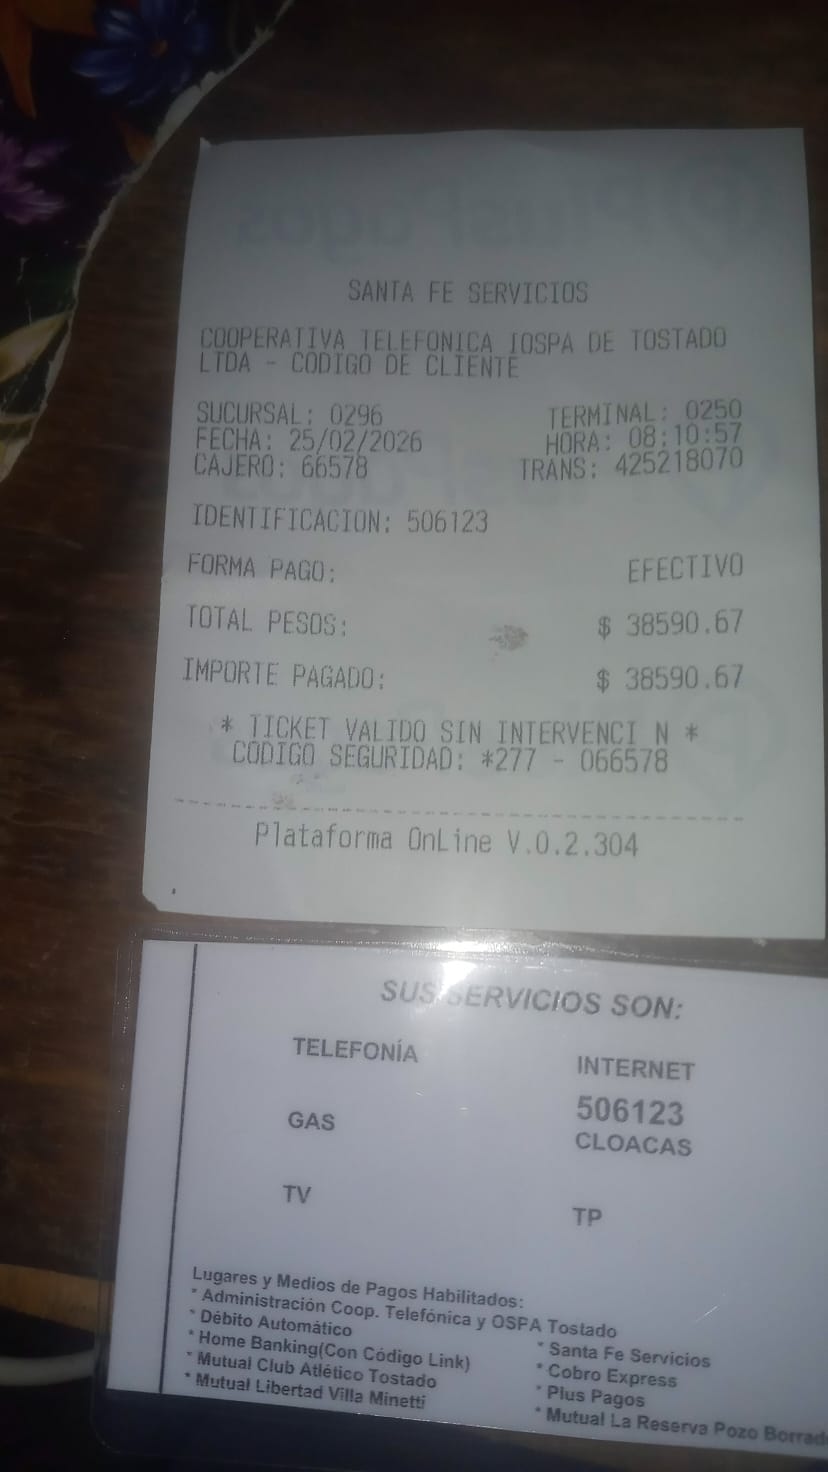 SANTA FE SERVICIOS
COOPERATIVA TELEFONICA IOSPA DE TOSTADO
LTDA - CODIGO DE CLIENTE
SUCURSAL: 0296 TERMINAL: 0250
FECHA: 25/02/2026 HORA: 08:10:57
CAJERO: 66578 TRANS: 425218070
IDENTIFICACION: 506123
FORMA PAGO: EFECTIVO
TOTAL PESOS: $ 38590.67
IMPORTE PAGADO: $ 38590.67
* TICKET VALIDO SIN INTERVENCI N *
CODIGO SEGURIDAD: *277 - 066578
Plataforma OnLine V.0.2.304
SUS SERVICIOS SON:
TELEFONÍA INTERNET
506123
GAS CLOACAS
TV TP
Lugares y Medios de Pagos Habilitados:
* Administración Coop. Telefónica y OSPA Tostado
* Débito Automático
* Home Banking(Con Código Link)
* Mutual Club Atlético Tostado
* Mutual Libertad Villa Minetti
* Santa Fe Servicios
* Cobro Express
* Plus Pagos
* Mutual La Reserva Pozo Borrad